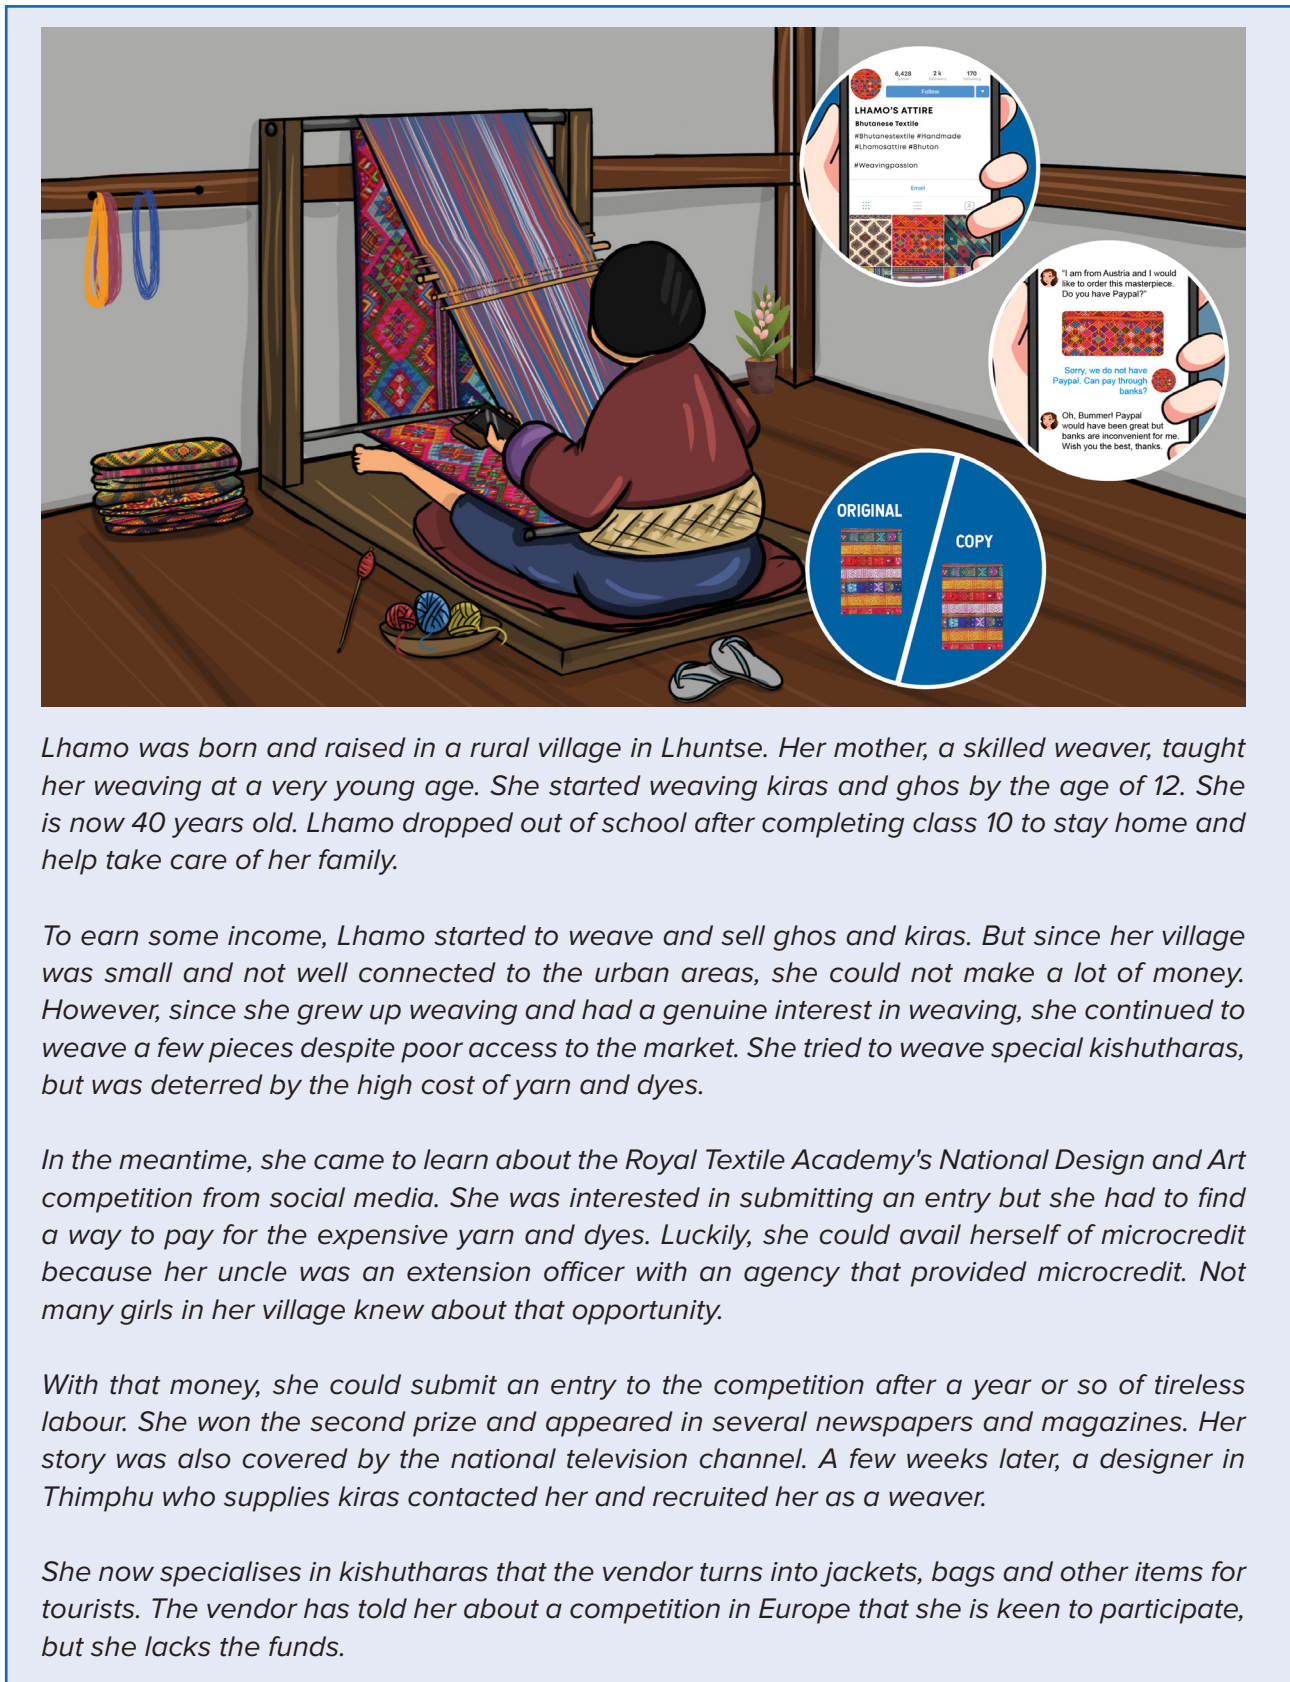 6,428 2 k 170
Follow
LHAMO'S ATTIRE
Bhutanese Textile
#Bhutanestextile #Handmade
#Lhamosattire #Bhutan
#Weavingpassion
Email
"I am from Austria and I would
like to order this masterpiece.
Do you have Paypal?"
Sorry, we do not have
Paypal. Can pay through
banks?
Oh, Bummer! Paypal
would have been great but
banks are inconvenient for me.
Wish you the best, thanks.
ORIGINAL
COPY
Lhamo was born and raised in a rural village in Lhuntse. Her mother, a skilled weaver, taught
her weaving at a very young age. She started weaving kiras and ghos by the age of 12. She
is now 40 years old. Lhamo dropped out of school after completing class 10 to stay home and
help take care of her family.
To earn some income, Lhamo started to weave and sell ghos and kiras. But since her village
was small and not well connected to the urban areas, she could not make a lot of money.
However, since she grew up weaving and had a genuine interest in weaving, she continued to
weave a few pieces despite poor access to the market. She tried to weave special kishutharas,
but was deterred by the high cost of yarn and dyes.
In the meantime, she came to learn about the Royal Textile Academy's National Design and Art
competition from social media. She was interested in submitting an entry but she had to find
a way to pay for the expensive yarn and dyes. Luckily, she could avail herself of microcredit
because her uncle was an extension officer with an agency that provided microcredit. Not
many girls in her village knew about that opportunity.
With that money, she could submit an entry to the competition after a year or so of tireless
labour. She won the second prize and appeared in several newspapers and magazines. Her
story was also covered by the national television channel. A few weeks later, a designer in
Thimphu who supplies kiras contacted her and recruited her as a weaver.
She now specialises in kishutharas that the vendor turns into jackets, bags and other items for
tourists. The vendor has told her about a competition in Europe that she is keen to participate,
but she lacks the funds.